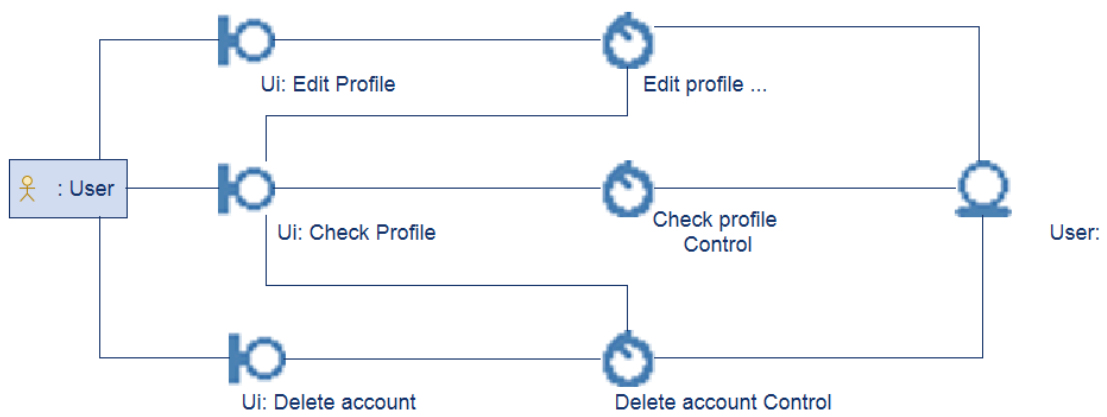 Ui: Edit Profile
Edit profile ...
: User
Ui: Check Profile
Check profile
Control
User:
Ui: Delete account
Delete account Control